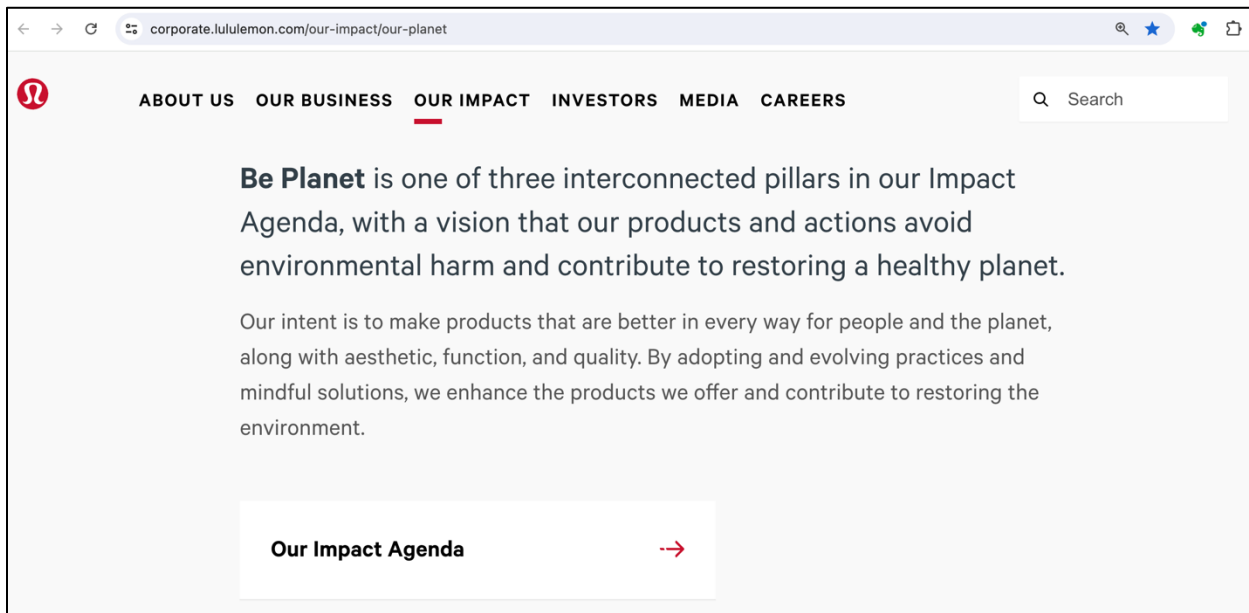 corporate.lululemon.com/our-impact/our-planet
ABOUT US OUR BUSINESS OUR IMPACT INVESTORS MEDIA CAREERS
Search
Be Planet is one of three interconnected pillars in our Impact
Agenda, with a vision that our products and actions avoid
environmental harm and contribute to restoring a healthy planet.
Our intent is to make products that are better in every way for people and the planet,
along with aesthetic, function, and quality. By adopting and evolving practices and
mindful solutions, we enhance the products we offer and contribute to restoring the
environment.
Our Impact Agenda